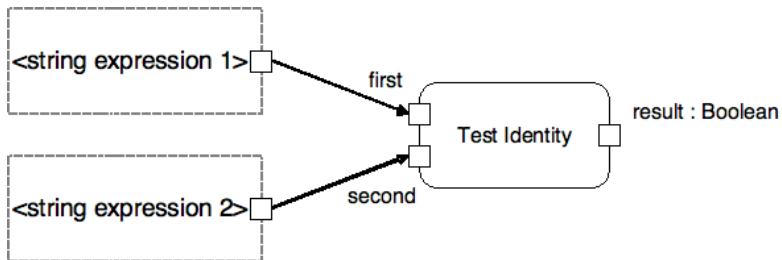 <string expression 1>
first
Test Identity
result : Boolean
second
<string expression 2>